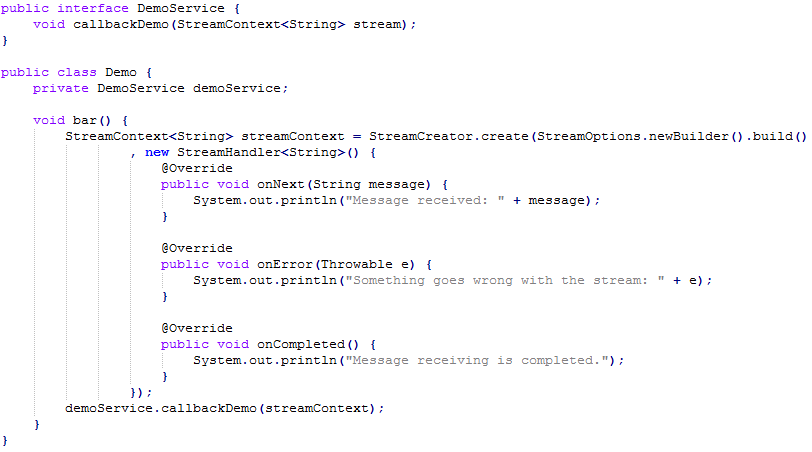 public interface DemoService {
    void callbackDemo(StreamContext<String> stream);
}

public class Demo {
    private DemoService demoService;

    void bar() {
        StreamContext<String> streamContext = StreamCreator.create(StreamOptions.newBuilder().build()
                , new StreamHandler<String>() {
                    @Override
                    public void onNext(String message) {
                        System.out.println("Message received: " + message);
                    }

                    @Override
                    public void onError(Throwable e) {
                        System.out.println("Something goes wrong with the stream: " + e);
                    }

                    @Override
                    public void onCompleted() {
                        System.out.println("Message receiving is completed.");
                    }
                });
        demoService.callbackDemo(streamContext);
    }
}